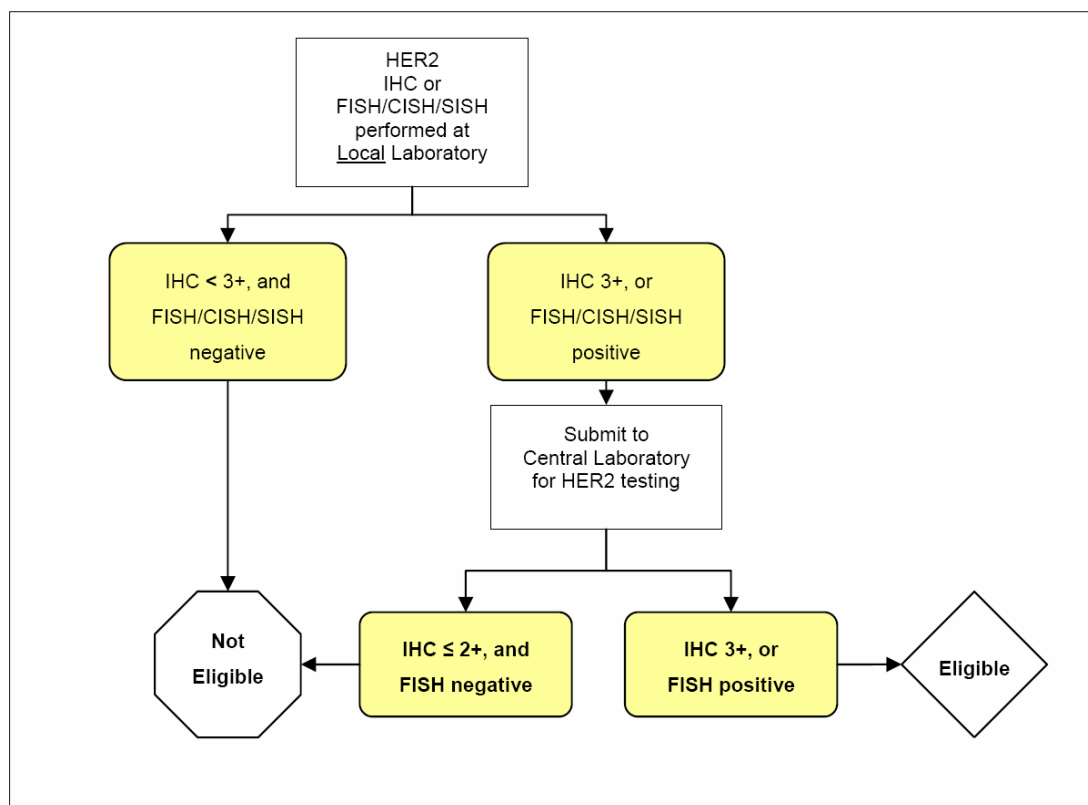 HER2
IHC or
FISH/CISH/SISH
performed at
Local Laboratory
IHC < 3+, and
FISH/CISH/SISH
negative
IHC 3+, or
FISH/CISH/SISH
positive
Submit to
Central Laboratory
for HER2 testing
Not
Eligible
IHC ≤ 2+, and
FISH negative
IHC 3+, or
FISH positive
Eligible